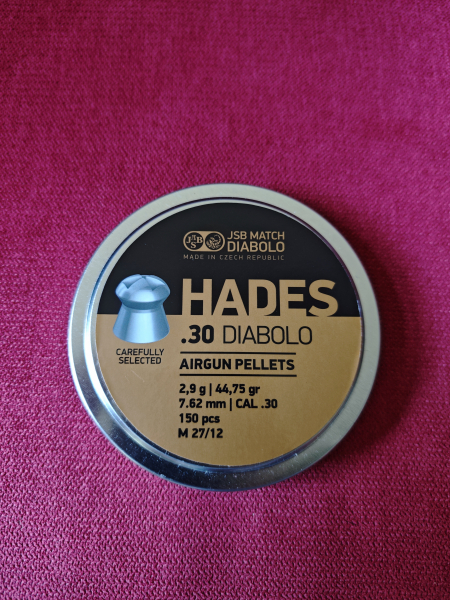 JSB
JSB MATCH
DIABOLO
MADE IN CZECH REPUBLIC
HADES
.30 DIABOLO
CAREFULLY
SELECTED
AIRGUN PELLETS
2,9 g | 44,75 gr
7.62 mm | CAL .30
150 pcs
M 27/12